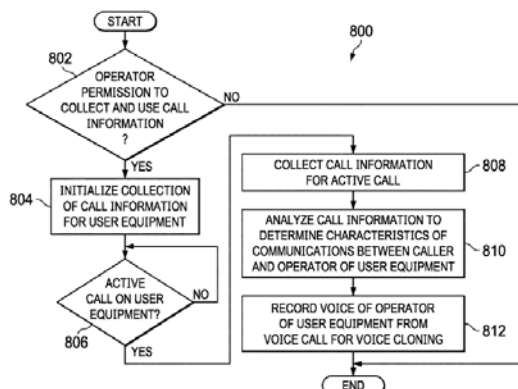 START
800
802
OPERATOR
PERMISSION TO
COLLECT AND USE CALL
INFORMATION
?
NO
YES
804
INITIALIZE COLLECTION
OF CALL INFORMATION
FOR USER EQUIPMENT
ACTIVE
CALL ON USER
EQUIPMENT?
NO
806
YES
COLLECT CALL INFORMATION
FOR ACTIVE CALL
808
ANALYZE CALL INFORMATION TO
DETERMINE CHARACTERISTICS OF
COMMUNICATIONS BETWEEN CALLER
AND OPERATOR OF USER EQUIPMENT
810
RECORD VOICE OF OPERATOR
OF USER EQUIPMENT FROM
VOICE CALL FOR VOICE CLONING
812
END